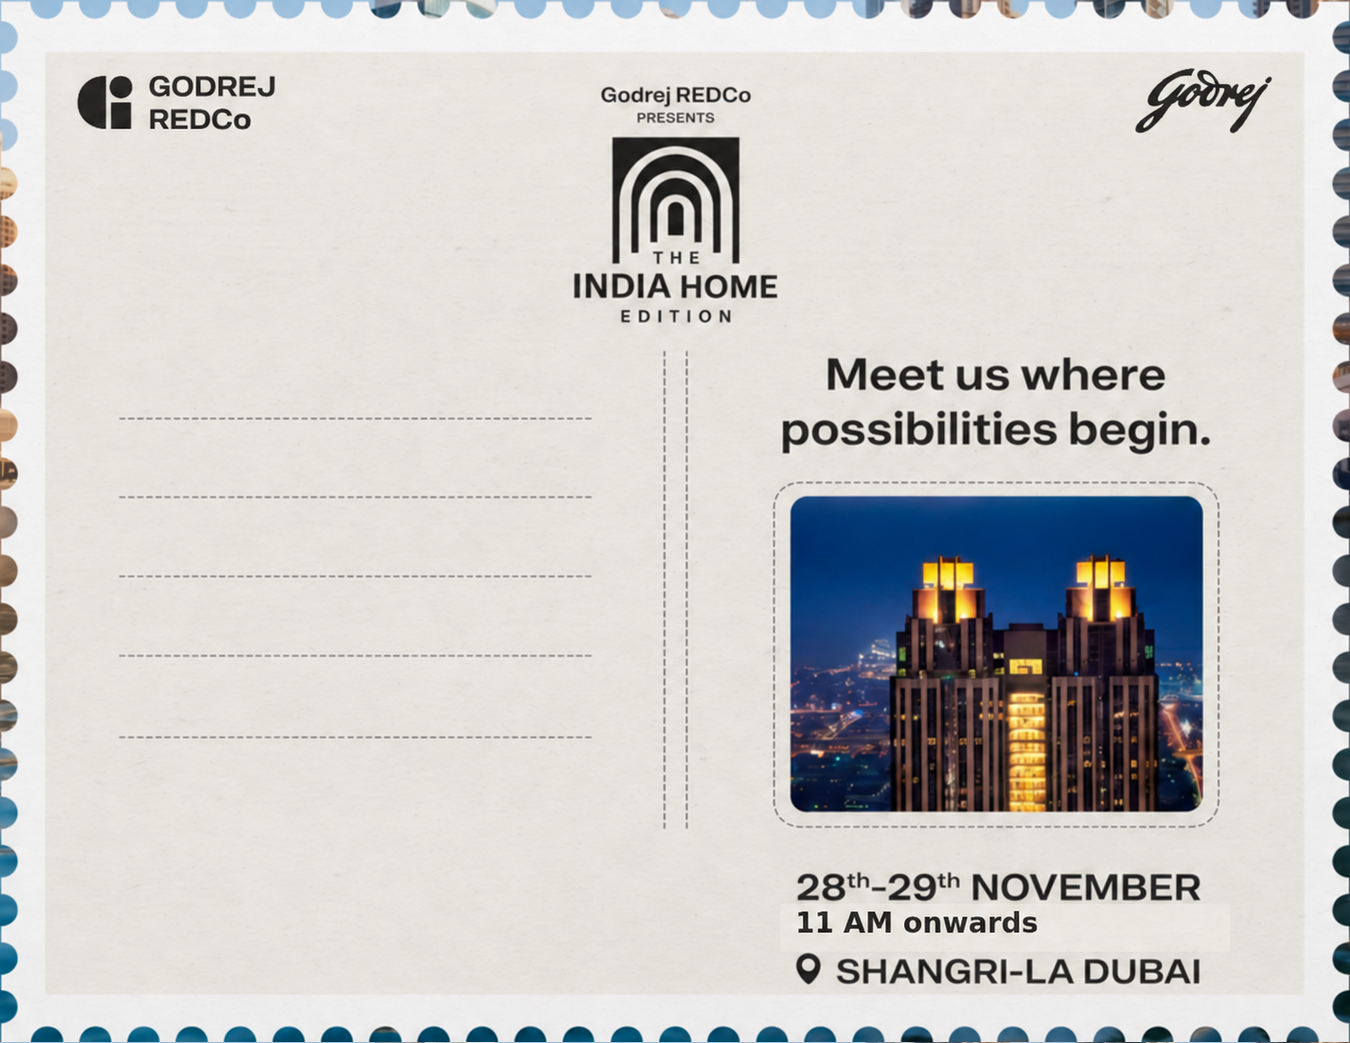 GODREJ
REDCo
Godrej REDCo
PRESENTS
Godrej
THE
INDIA HOME
EDITION
Meet us where
possibilities begin.
28th-29th NOVEMBER
11 AM onwards
SHANGRI-LA DUBAI